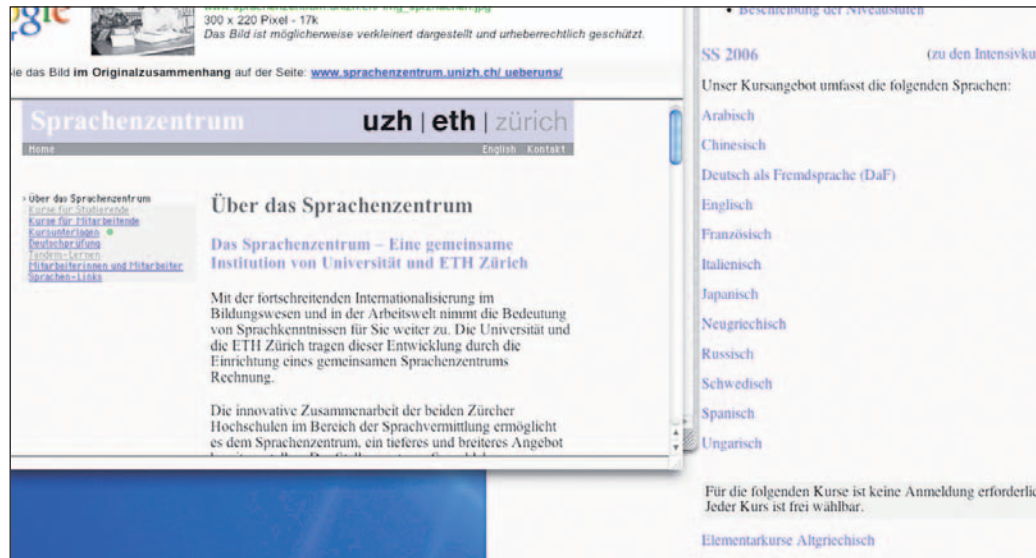 300 x 220 Pixel - 17k
Das Bild ist möglicherweise verkleinert dargestellt und urheberrechtlich geschützt.
das Bild im Originalzusammenhang auf der Seite: www.sprachenzentrum.unizh.ch/ ueberuns/
Sprachenzentrum
uzh | eth | zürich
Home
English Kontakt
› Über das Sprachenzentrum
Kurse für Studierende
Kurse für Mitarbeitende
Kursunterlagen
Deutschprüfung
Tandem-Lernen
Mitarbeiterinnen und Mitarbeiter
Sprachen-Links
Über das Sprachenzentrum
Das Sprachenzentrum – Eine gemeinsame
Institution von Universität und ETH Zürich
Mit der fortschreitenden Internationalisierung im
Bildungswesen und in der Arbeitswelt nimmt die Bedeutung
von Sprachkenntnissen für Sie weiter zu. Die Universität und
die ETH Zürich tragen dieser Entwicklung durch die
Einrichtung eines gemeinsamen Sprachenzentrums
Rechnung.
Die innovative Zusammenarbeit der beiden Zürcher
Hochschulen im Bereich der Sprachvermittlung ermöglicht
es dem Sprachenzentrum, ein tieferes und breiteres Angebot
• Beschreibung der Niveaustufen
SS 2006 (zu den Intensivku
Unser Kursangebot umfasst die folgenden Sprachen:
Arabisch
Chinesisch
Deutsch als Fremdsprache (DaF)
Englisch
Französisch
Italienisch
Japanisch
Neugriechisch
Russisch
Schwedisch
Spanisch
Ungarisch
Für die folgenden Kurse ist keine Anmeldung erforderlic
Jeder Kurs ist frei wählbar.
Elementarkurse Altgriechisch